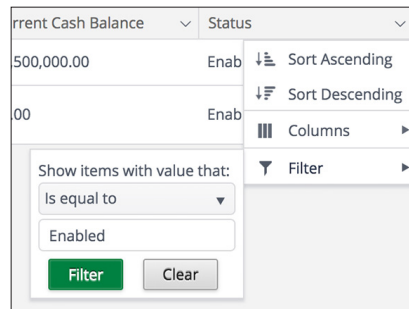 rrent Cash Balance Status
,500,000.00 Enab
Sort Ascending
Sort Descending
.00 Enab
Columns
Filter
Show items with value that:
Is equal to
Enabled
Filter Clear